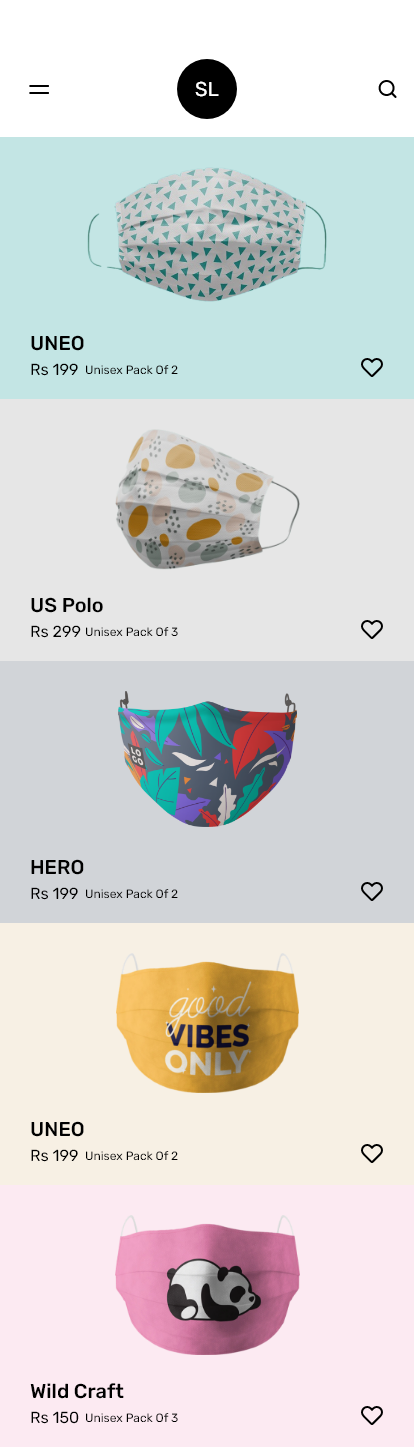 SL
UNEO
Rs 199 Unisex Pack Of 2
US Polo
Rs 299 Unisex Pack Of 3
LO
GO
HERO
Rs 199 Unisex Pack Of 2
good
VIBES
ONLY
UNEO
Rs 199 Unisex Pack Of 2
Wild Craft
Rs 150 Unisex Pack Of 3